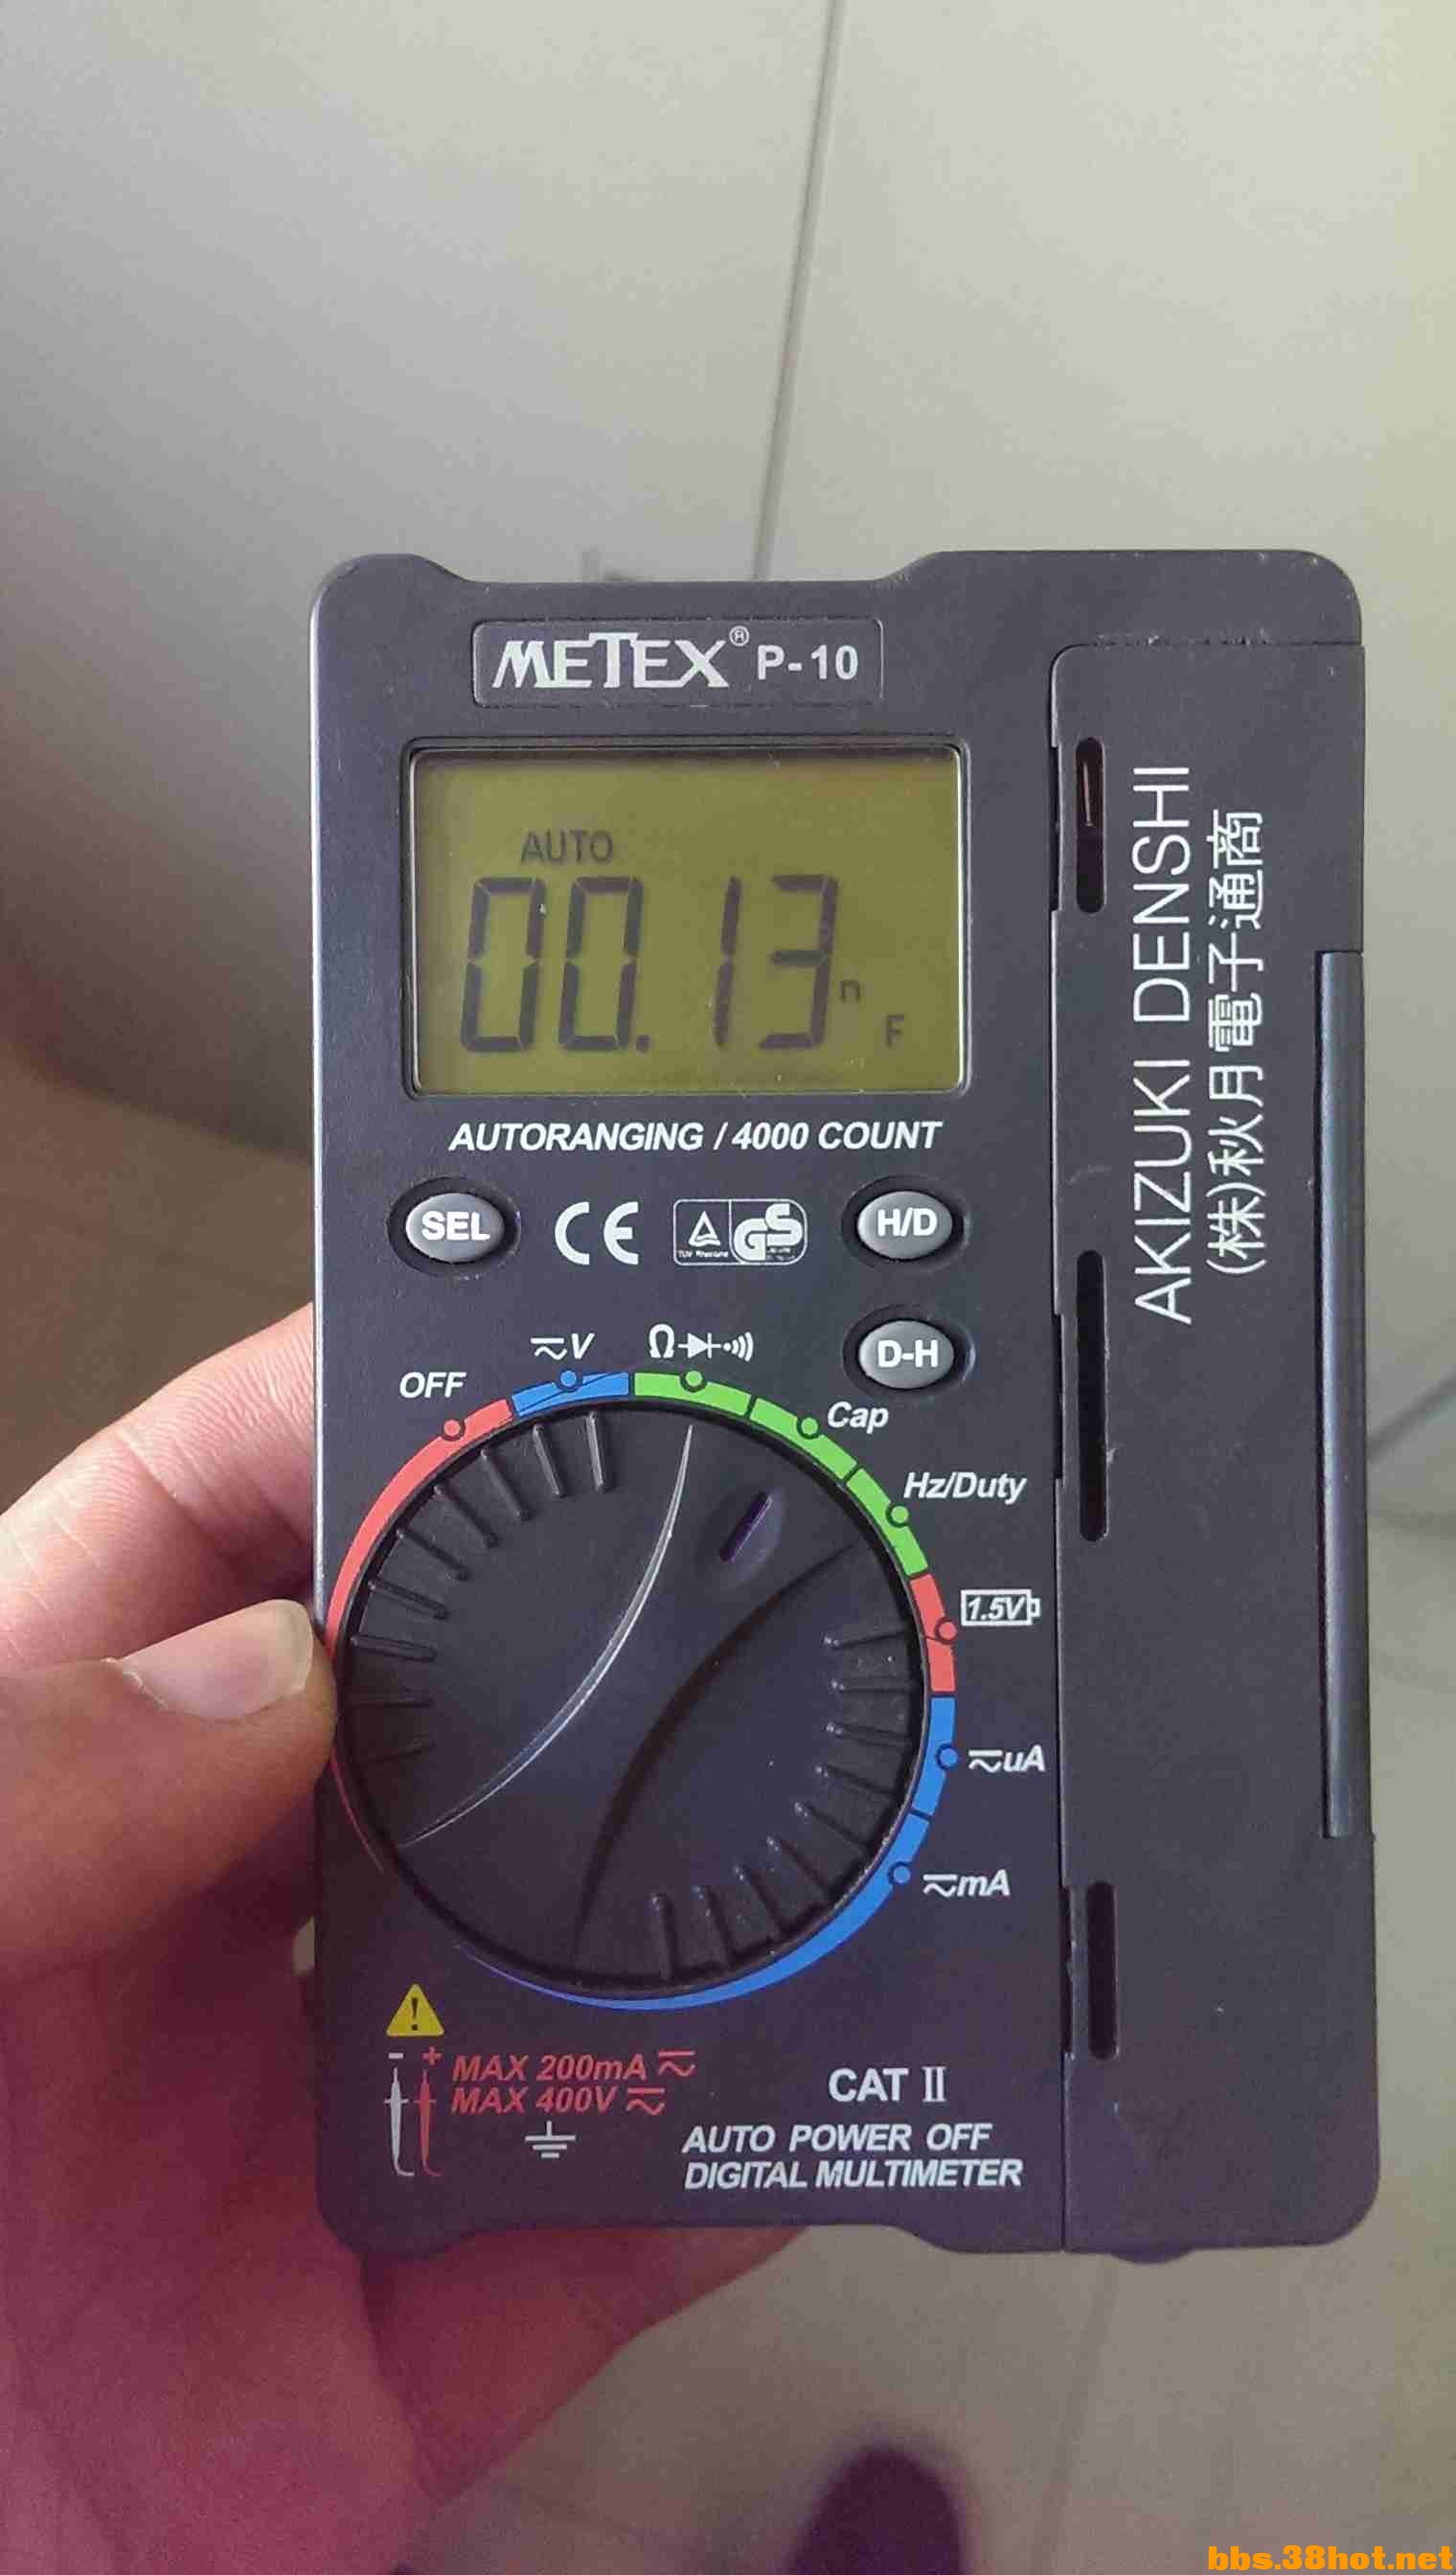 METEX® P-10
AUTO
00.13 n F
AUTORANGING / 4000 COUNT
SEL
CE
TÜV Rheinland
GS
H/D
D-H
OFF
V
Ω
Cap
Hz/Duty
1.5V
uA
mA
- +
MAX 200mA
MAX 400V
CAT II
AUTO POWER OFF
DIGITAL MULTIMETER
AKIZUKI DENSHI
(株)秋月電子通商
bbs.38hot.net